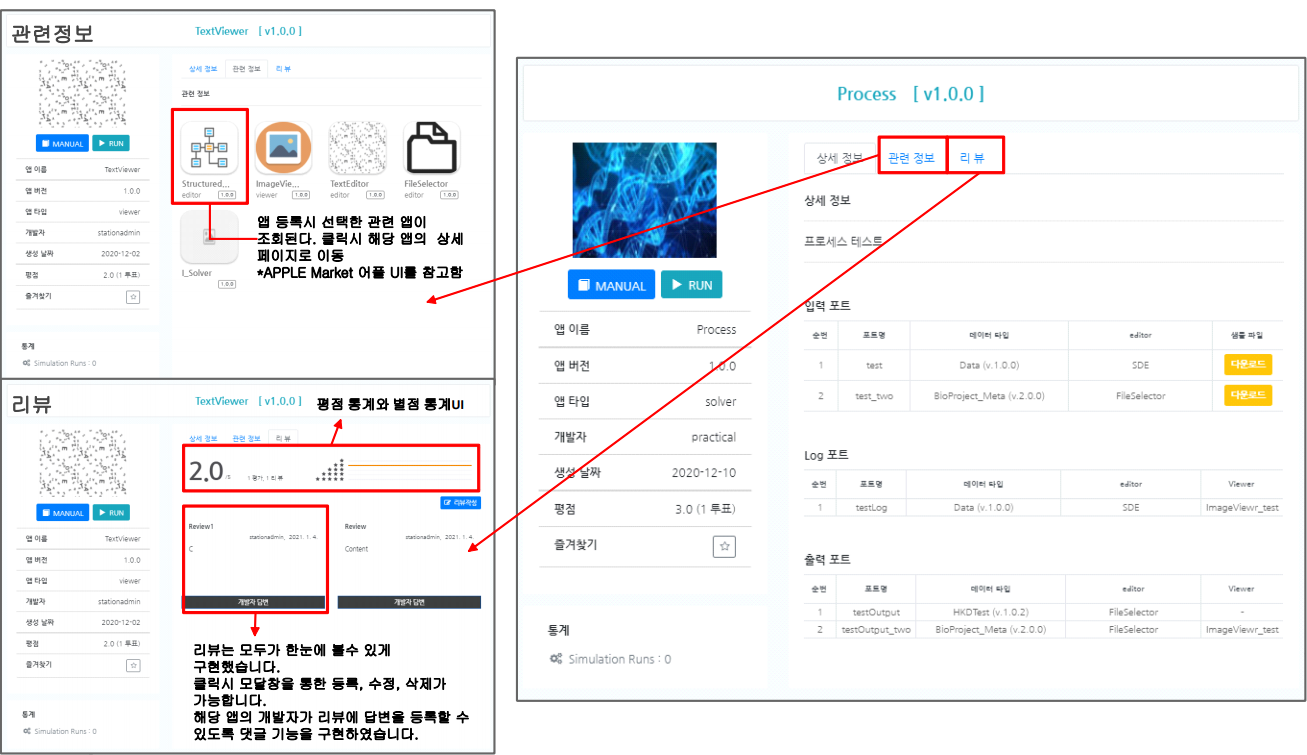 관련정보
TextViewer [ v1.0.0 ]
상세 정보 관련 정보 리 뷰
관련 정보
MANUAL RUN
앱 이름 TextViewer
앱 버전 1.0.0
앱 타입 viewer
개발자 stationadmin
생성 날짜 2020-12-02
평점 2.0 (1 투표)
즐겨찾기
통계
Simulation Runs : 0
Structured...
editor 1.0.0
ImageVie...
viewer 1.0.0
TextEditor
editor 1.0.0
FileSelector
editor 1.0.0
I_Solver
1.0.0
앱 등록시 선택한 관련 앱이
조회된다. 클릭시 해당 앱의 상세
페이지로 이동
*APPLE Market 어플 UI를 참고함
리뷰
TextViewer [ v1.0.0 ]
평점 통계와 별점 통계UI
상세 정보 관련 정보 리 뷰
2.0 /5 1 평가, 1 리뷰
리뷰작성
MANUAL RUN
앱 이름 TextViewer
앱 버전 1.0.0
앱 타입 viewer
개발자 stationadmin
생성 날짜 2020-12-02
평점 2.0 (1 투표)
즐겨찾기
통계
Simulation Runs : 0
Review1
stationadmin, 2021. 1. 4.
C
개발자 답변
Review
stationadmin, 2021. 1. 4.
Content
개발자 답변
리뷰는 모두가 한눈에 볼수 있게
구현했습니다.
클릭시 모달창을 통한 등록, 수정, 삭제가
가능합니다.
해당 앱의 개발자가 리뷰에 답변을 등록할 수
있도록 댓글 기능을 구현하였습니다.
Process [ v1.0.0 ]
MANUAL RUN
앱 이름 Process
앱 버전 1.0.0
앱 타입 solver
개발자 practical
생성 날짜 2020-12-10
평점 3.0 (1 투표)
즐겨찾기
통계
Simulation Runs : 0
상세 정보 관련 정보 리 뷰
상세 정보
프로세스 테스트
입력 포트
순번 포트명 데이터 타입 editor 샘플 파일
1 test Data (v.1.0.0) SDE 다운로드
2 test_two BioProject_Meta (v.2.0.0) FileSelector 다운로드
Log 포트
순번 포트명 데이터 타입 editor Viewer
1 testLog Data (v.1.0.0) SDE ImageViewr_test
출력 포트
순번 포트명 데이터 타입 editor Viewer
1 testOutput HKDTest (v.1.0.2) FileSelector -
2 testOutput_two BioProject_Meta (v.2.0.0) FileSelector ImageViewr_test